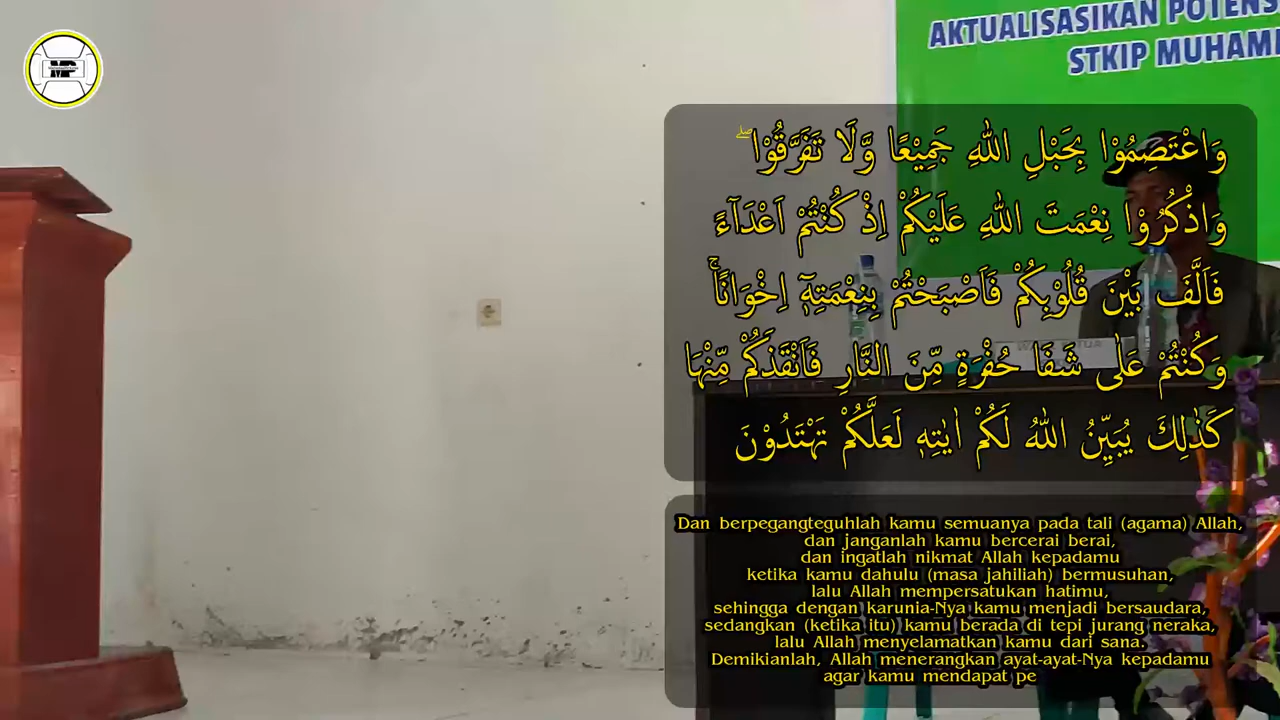 MP
AKTUALISASIKAN POTENS
STKIP MUHAM
وَاعْتَصِمُوْا بِحَبْلِ اللّٰهِ جَمِيْعًا وَّلَا تَفَرَّقُوْا ۖ
وَاذْكُرُوْا نِعْمَتَ اللّٰهِ عَلَيْكُمْ اِذْ كُنْتُمْ اَعْدَاۤءً
فَاَلَّفَ بَيْنَ قُلُوْبِكُمْ فَاَصْبَحْتُمْ بِنِعْمَتِهٖٓ اِخْوَانًاۚ
وَكُنْتُمْ عَلٰى شَفَا حُفْرَةٍ مِّنَ النَّارِ فَاَنْقَذَكُمْ مِّنْهَا
كَذٰلِكَ يُبَيِّنُ اللّٰهُ لَكُمْ اٰيٰتِهٖ لَعَلَّكُمْ تَهْتَدُوْنَ
Dan berpegangteguhlah kamu semuanya pada tali (agama) Allah,
dan janganlah kamu bercerai berai,
dan ingatlah nikmat Allah kepadamu
ketika kamu dahulu (masa jahiliah) bermusuhan,
lalu Allah mempersatukan hatimu,
sehingga dengan karunia-Nya kamu menjadi bersaudara,
sedangkan (ketika itu) kamu berada di tepi jurang neraka,
lalu Allah menyelamatkan kamu dari sana.
Demikianlah, Allah menerangkan ayat-ayat-Nya kepadamu
agar kamu mendapat pe